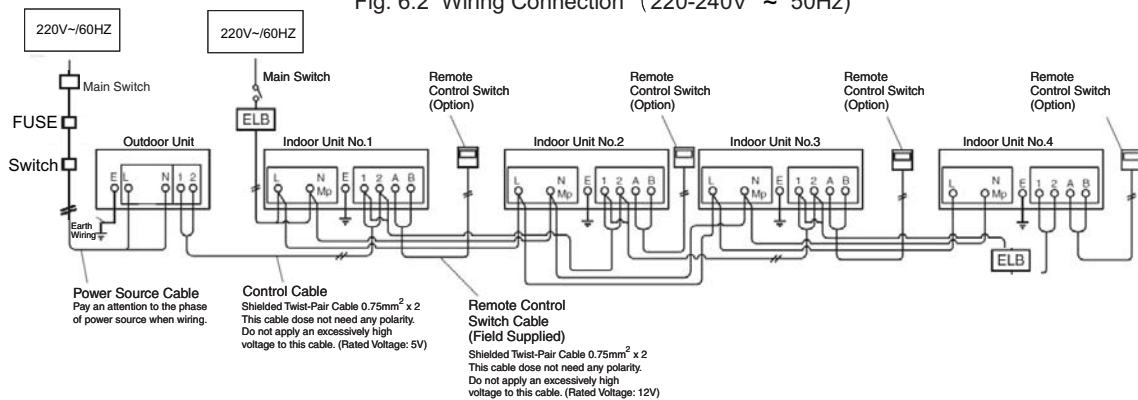 Fig. 6.2 Wiring Connection (220-240V ~ 50Hz)
220V~/60HZ
220V~/60HZ
Main Switch
FUSE
Switch
Main Switch
ELB
Remote
Control Switch
(Option)
Remote
Control Switch
(Option)
Remote
Control Switch
(Option)
Remote
Control Switch
(Option)
Outdoor Unit
E L N 1 2
Earth
Wiring
Indoor Unit No.1
L N Mp E 1 2 A B
Indoor Unit No.2
L N Mp E 1 2 A B
Indoor Unit No.3
L N Mp E 1 2 A B
Indoor Unit No.4
L N Mp E 1 2 A B
ELB
Power Source Cable
Pay an attention to the phase
of power source when wiring.
Control Cable
Shielded Twist-Pair Cable 0.75mm² x 2
This cable dose not need any polarity.
Do not apply an excessively high
voltage to this cable. (Rated Voltage: 5V)
Remote Control
Switch Cable
(Field Supplied)
Shielded Twist-Pair Cable 0.75mm² x 2
This cable dose not need any polarity.
Do not apply an excessively high
voltage to this cable. (Rated Voltage: 12V)